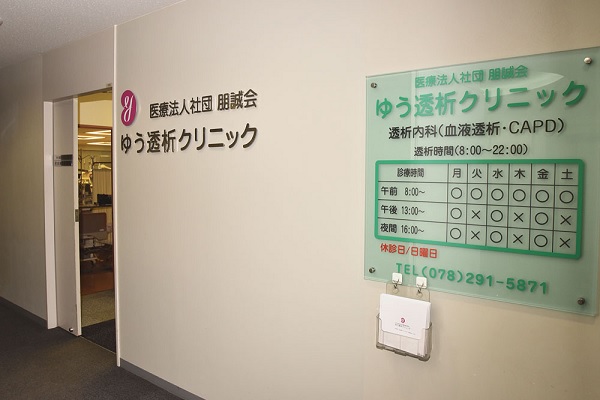 y
医療法人社団 朋誠会
ゆう透析クリニック
医療法人社団 朋誠会
ゆう透析クリニック
透析内科(血液透析・CAPD)
透析時間(8:00～22:00)
診療時間 月 火 水 木 金 土
午前 8:00～ ○ ○ ○ ○ ○ ○
午後 13:00～ ○ × ○ × ○ ×
夜間 16:00～ ○ × ○ × ○ ×
休診日/日曜日
TEL(078)291-5871